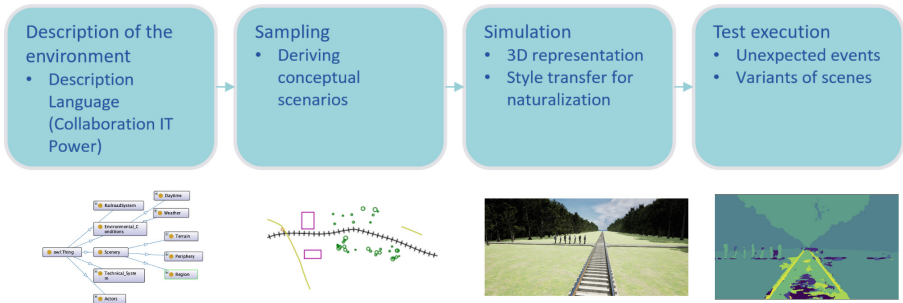 Description of the
environment
• Description
Language
(Collaboration IT
Power)
Sampling
• Deriving
conceptual
scenarios
Simulation
• 3D representation
• Style transfer for
naturalization
Test execution
• Unexpected events
• Variants of scenes
Daytime
RailroadSystem
Weather
Environmental_C
onditions
Terrain
owl:Thing
Scenery
Periphery
Technical_Syste
m
Region
Actors